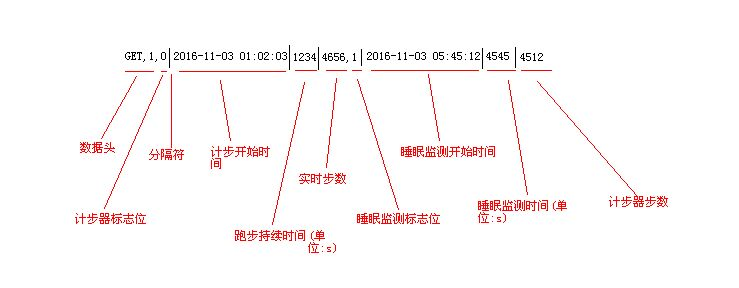 GET,1,0|2016-11-03 01:02:03|1234|4656,1|2016-11-03 05:45:12|4545|4512
数据头
分隔符
计步开始时
间
睡眠监测开始时间
实时步数
计步器标志位
睡眠监测标志位
睡眠监测时间(单
位:s)
计步器步数
跑步持续时间(单
位:s)